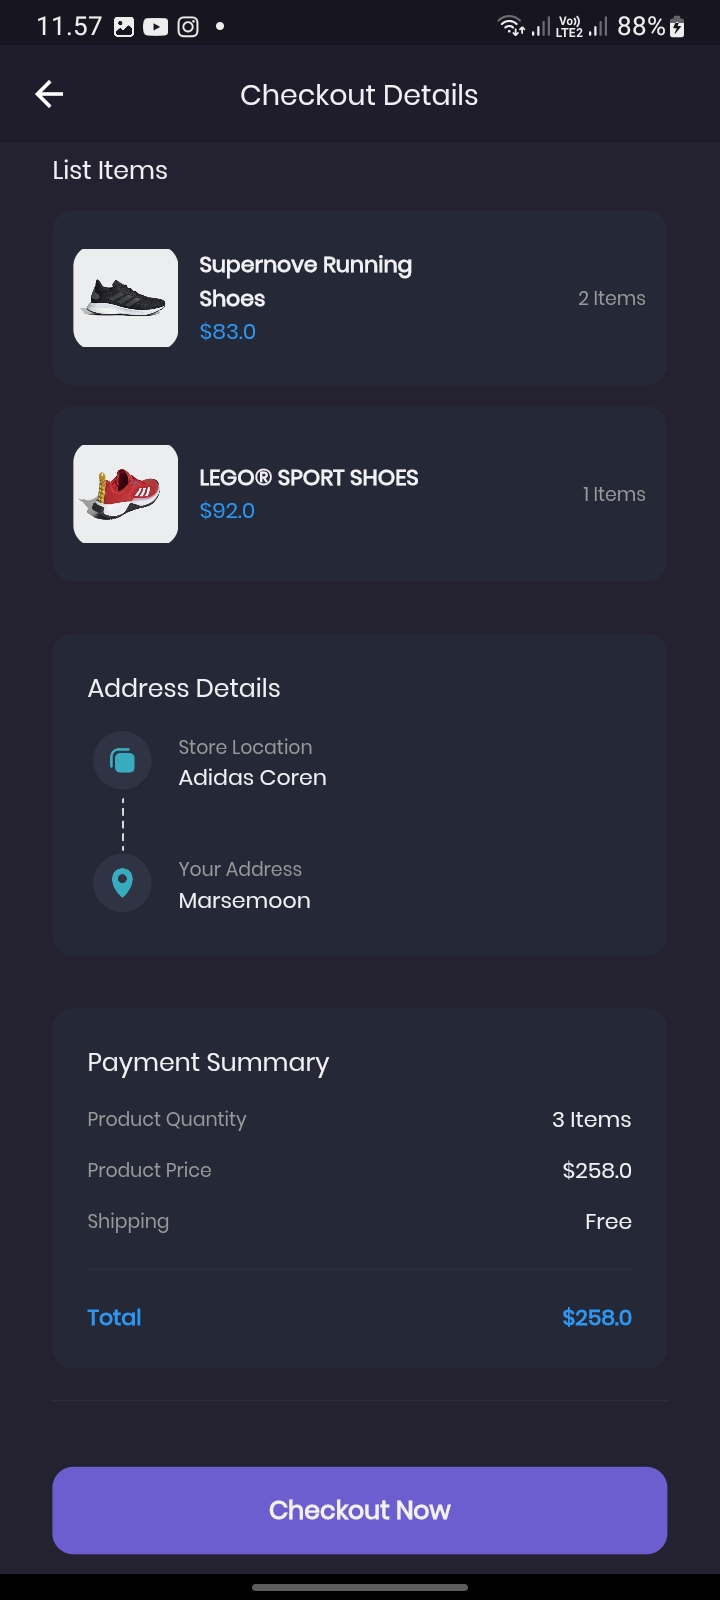 11.57
Vo))
LTE2
88%
Checkout Details
List Items
Supernove Running
Shoes
$83.0
2 Items
LEGO® SPORT SHOES
$92.0
1 Items
Address Details
Store Location
Adidas Coren
Your Address
Marsemoon
Payment Summary
Product Quantity 3 Items
Product Price $258.0
Shipping Free
Total $258.0
Checkout Now